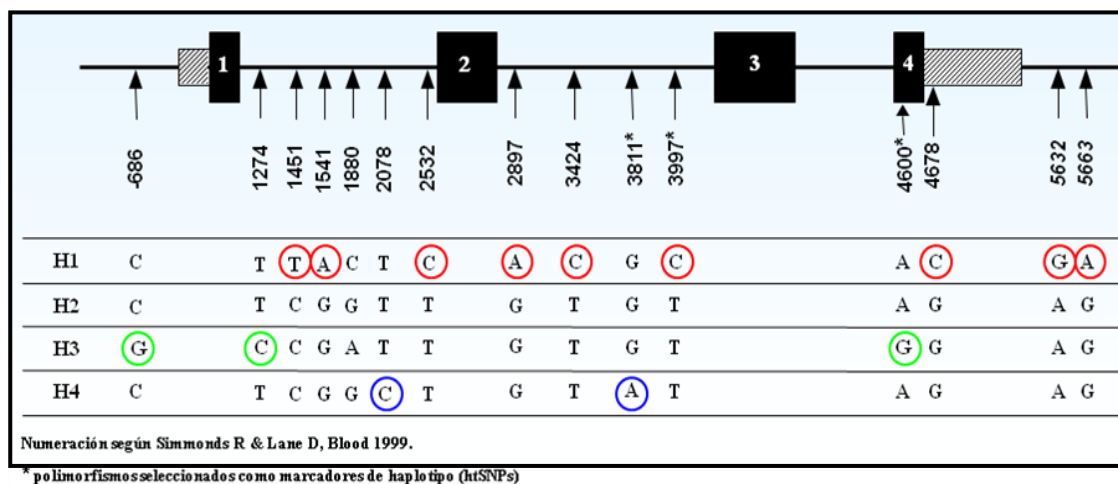 1 2 3 4
-686 1274 1451 1541 1880 2078 2532 2897 3424 3811* 3997* 4600* 4678 5632 5663
H1 C T T A C T C A C G C A C G A
H2 C T C G G T T G T G T A G A G
H3 G C C G A T T G T G T G G A G
H4 C T C G G C T G T A T A G A G
Numeración según Simmonds R & Lane D, Blood 1999.
* polimorfismos seleccionados como marcadores de haplotipo (htSNPs)